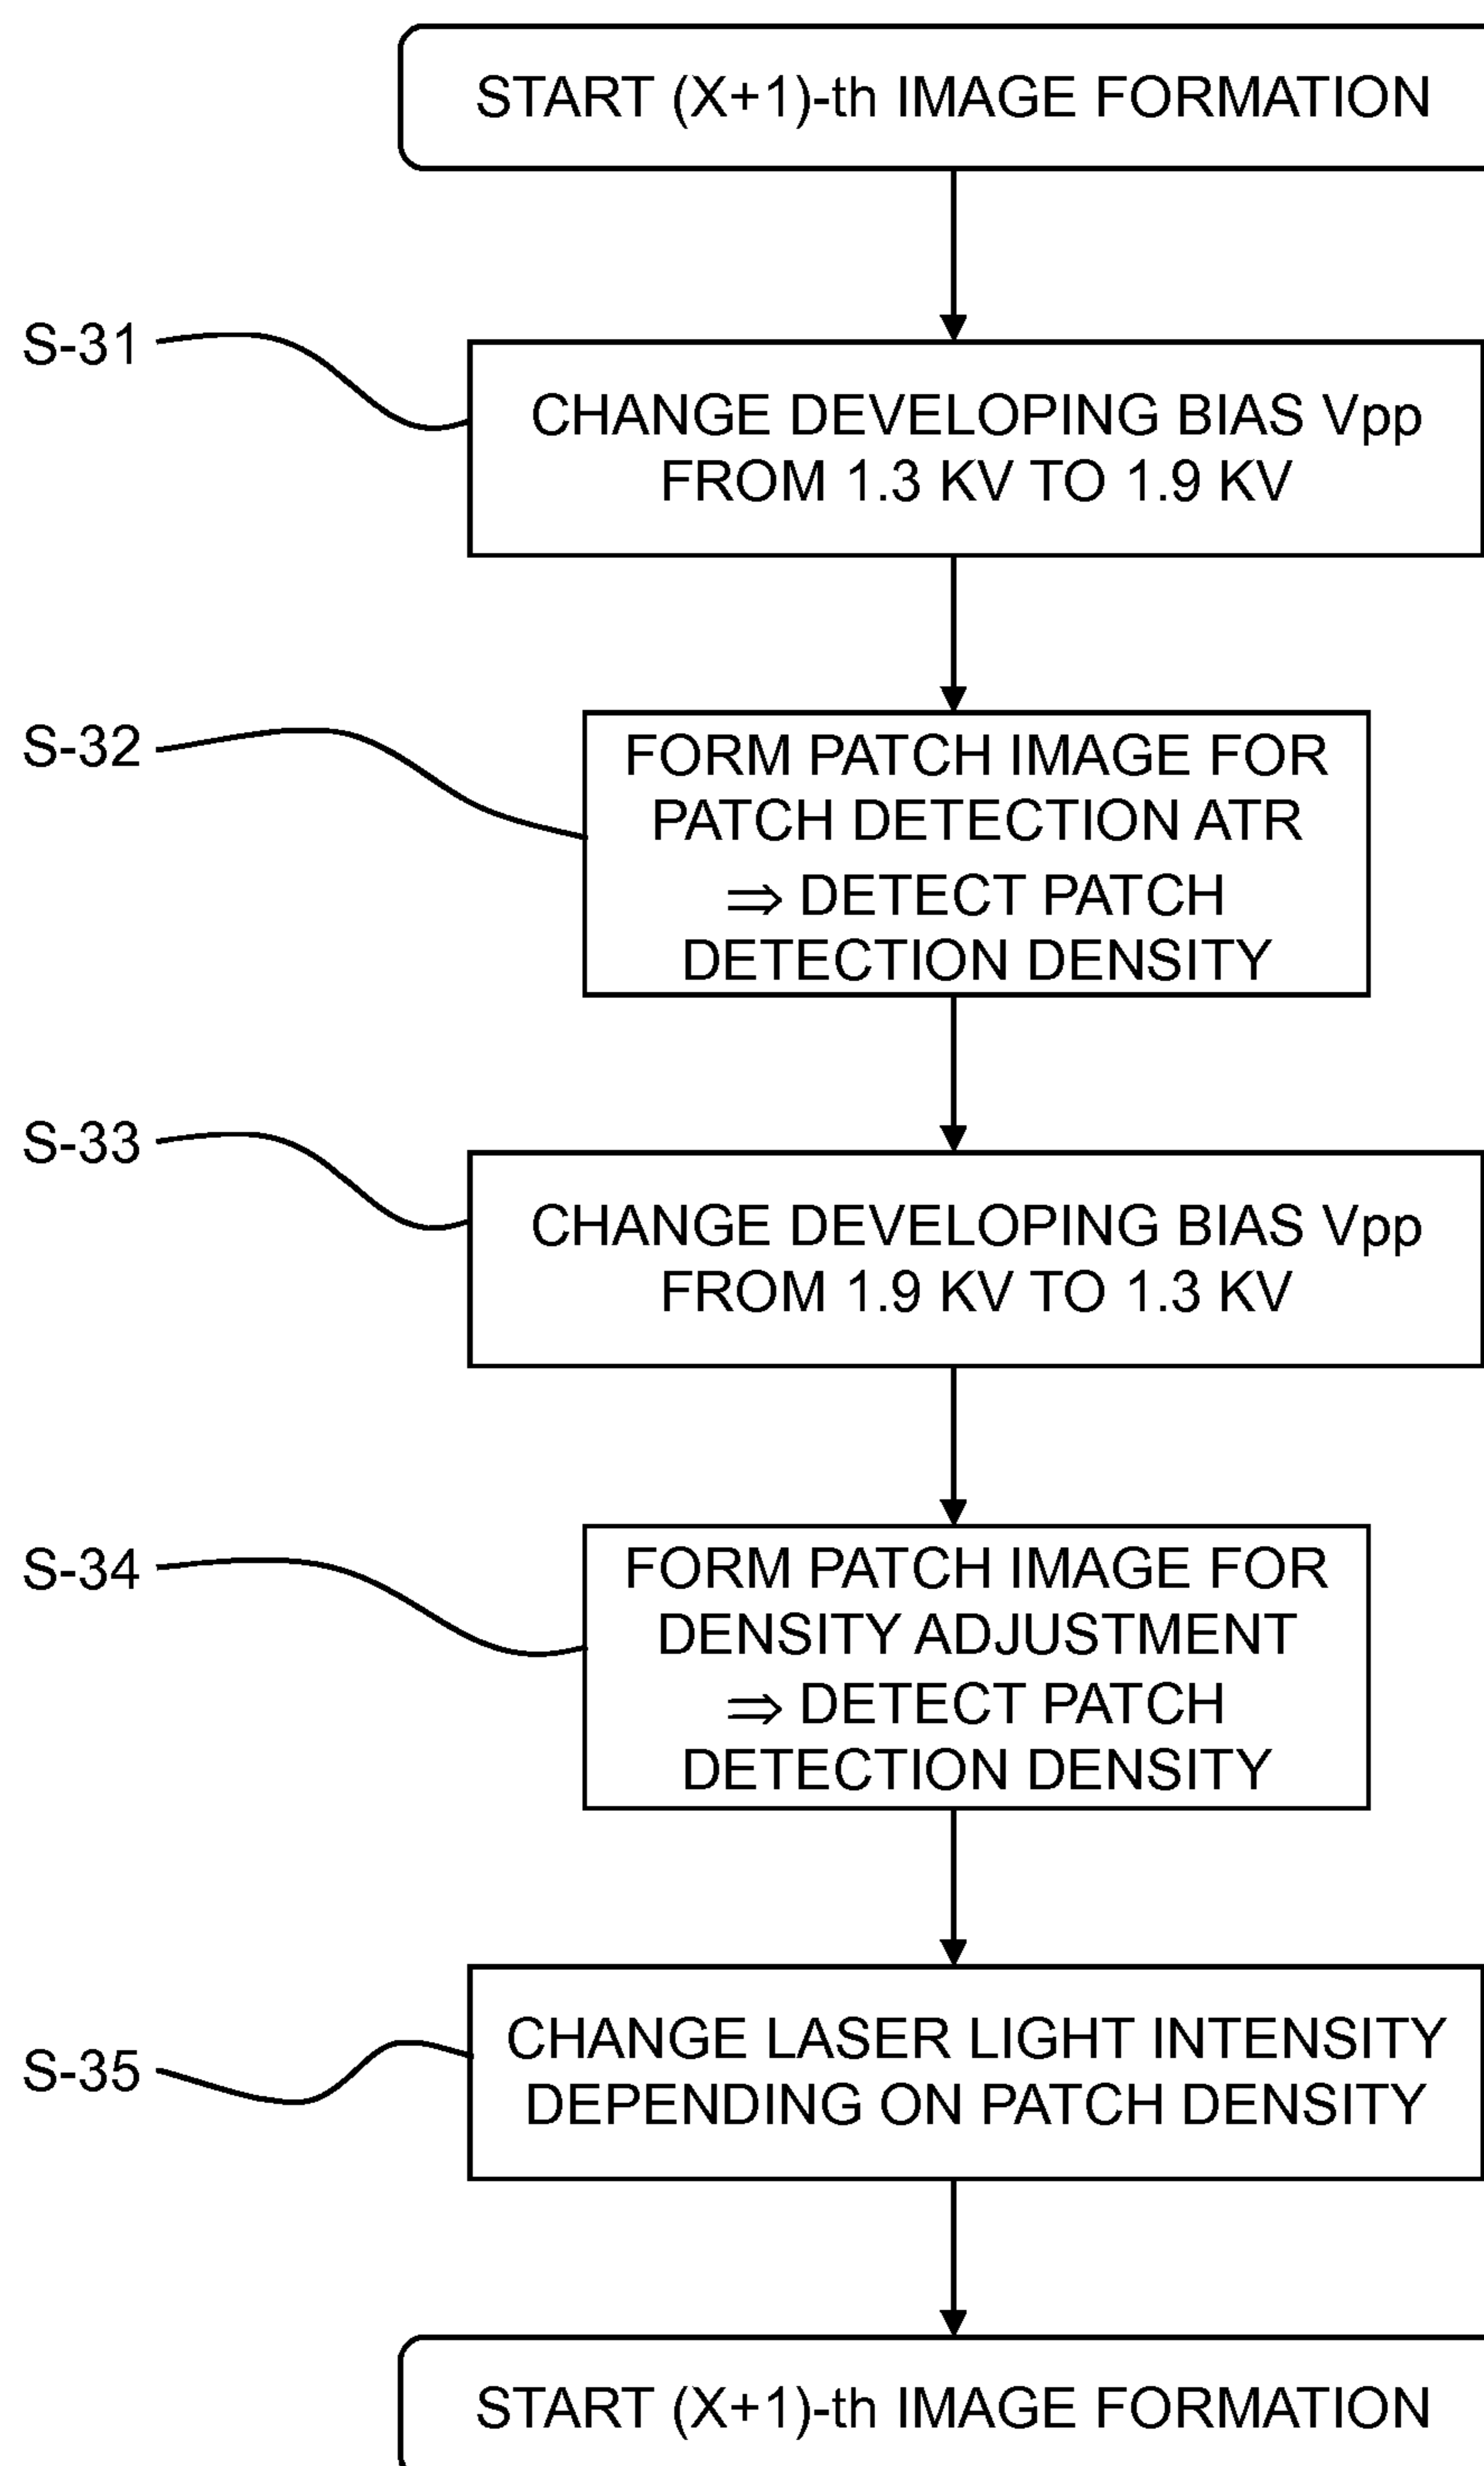 START (X+1)-th IMAGE FORMATION
S-31
CHANGE DEVELOPING BIAS Vpp
FROM 1.3 KV TO 1.9 KV
S-32
FORM PATCH IMAGE FOR
PATCH DETECTION ATR
⇒ DETECT PATCH
DETECTION DENSITY
S-33
CHANGE DEVELOPING BIAS Vpp
FROM 1.9 KV TO 1.3 KV
S-34
FORM PATCH IMAGE FOR
DENSITY ADJUSTMENT
⇒ DETECT PATCH
DETECTION DENSITY
S-35
CHANGE LASER LIGHT INTENSITY
DEPENDING ON PATCH DENSITY
START (X+1)-th IMAGE FORMATION